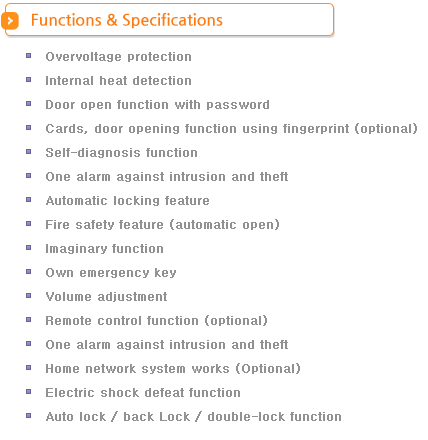 Functions & Specifications
Overvoltage protection
Internal heat detection
Door open function with password
Cards, door opening function using fingerprint (optional)
Self-diagnosis function
One alarm against intrusion and theft
Automatic locking feature
Fire safety feature (automatic open)
Imaginary function
Own emergency key
Volume adjustment
Remote control function (optional)
One alarm against intrusion and theft
Home network system works (Optional)
Electric shock defeat function
Auto lock / back Lock / double-lock function